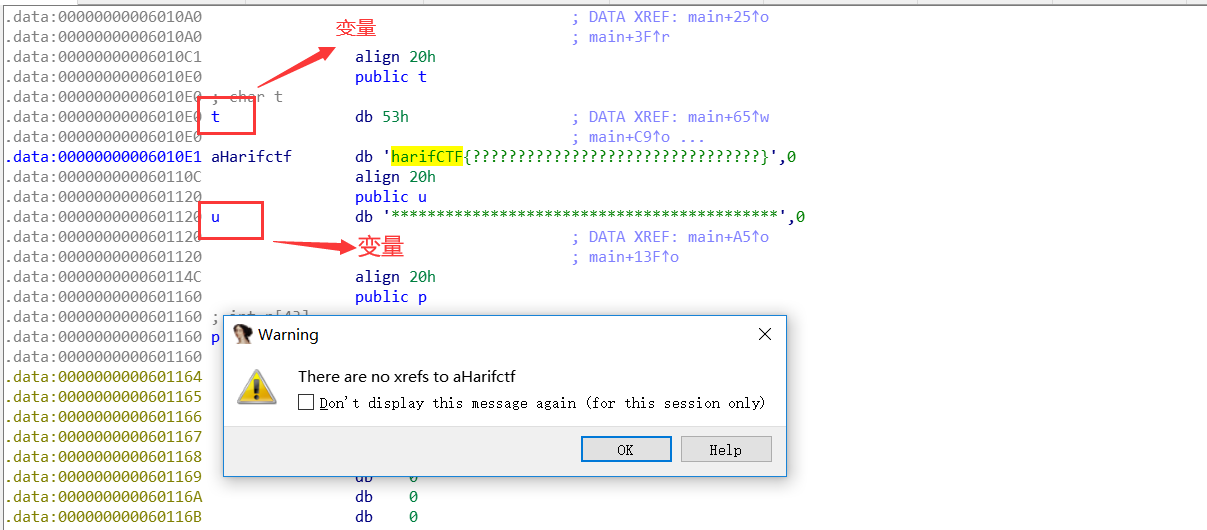 .data:00000000006010A0 ; DATA XREF: main+25↑o
变量
.data:00000000006010A0 ; main+3F↑r
.data:00000000006010C1 align 20h
.data:00000000006010E0 public t
.data:00000000006010E0 ; char t
.data:00000000006010E0 t db 53h ; DATA XREF: main+65↑w
.data:00000000006010E0 ; main+C9↑o ...
.data:00000000006010E1 aHarifctf db 'harifCTF{????????????????????????????????}',0
.data:000000000060110C align 20h
.data:0000000000601120 public u
.data:0000000000601120 u db '*******************************************',0
.data:0000000000601120 ; DATA XREF: main+A5↑o
变量
.data:0000000000601120 ; main+13F↑o
.data:000000000060114C align 20h
.data:0000000000601160 public p
.data:0000000000601160 ; int p[43]
.data:0000000000601160 p
.data:0000000000601160
.data:0000000000601164
.data:0000000000601165
.data:0000000000601166
.data:0000000000601167
.data:0000000000601168
.data:0000000000601169 db 0
.data:000000000060116A db 0
.data:000000000060116B db 0
Warning
There are no xrefs to aHarifctf
Don't display this message again (for this session only)
OK Help